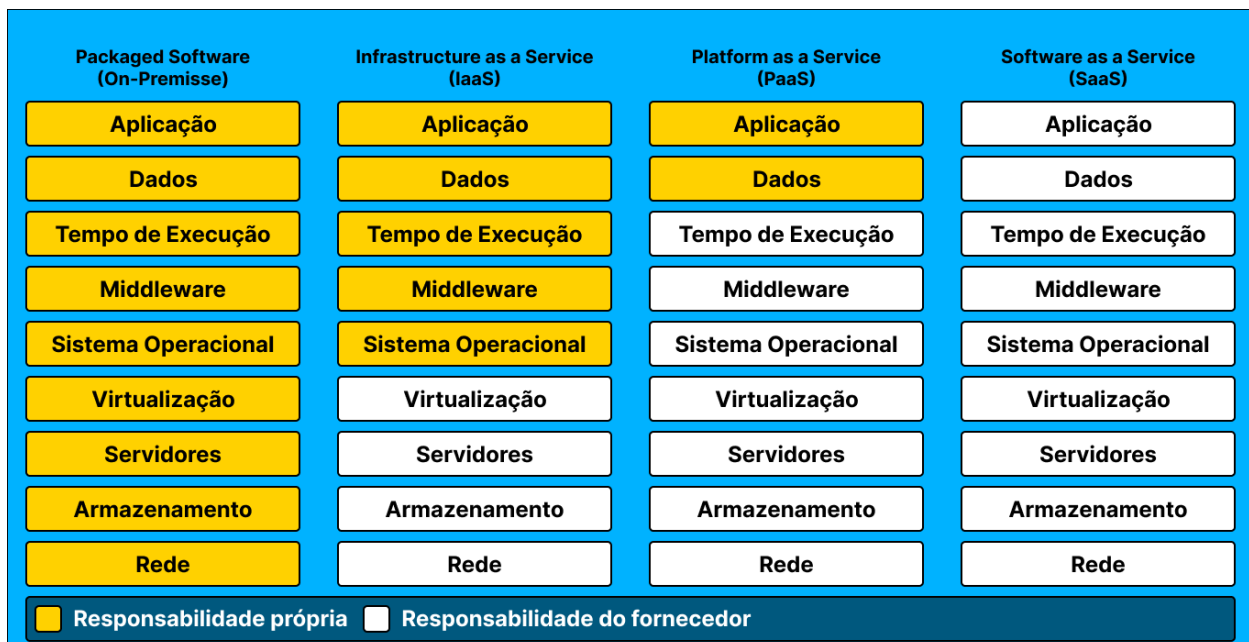 Packaged Software
(On-Premisse)
Infrastructure as a Service
(IaaS)
Platform as a Service
(PaaS)
Software as a Service
(SaaS)
Aplicação
Aplicação
Aplicação
Aplicação
Dados
Dados
Dados
Dados
Tempo de Execução
Tempo de Execução
Tempo de Execução
Tempo de Execução
Middleware
Middleware
Middleware
Middleware
Sistema Operacional
Sistema Operacional
Sistema Operacional
Sistema Operacional
Virtualização
Virtualização
Virtualização
Virtualização
Servidores
Servidores
Servidores
Servidores
Armazenamento
Armazenamento
Armazenamento
Armazenamento
Rede
Rede
Rede
Rede
Responsabilidade própria
Responsabilidade do fornecedor